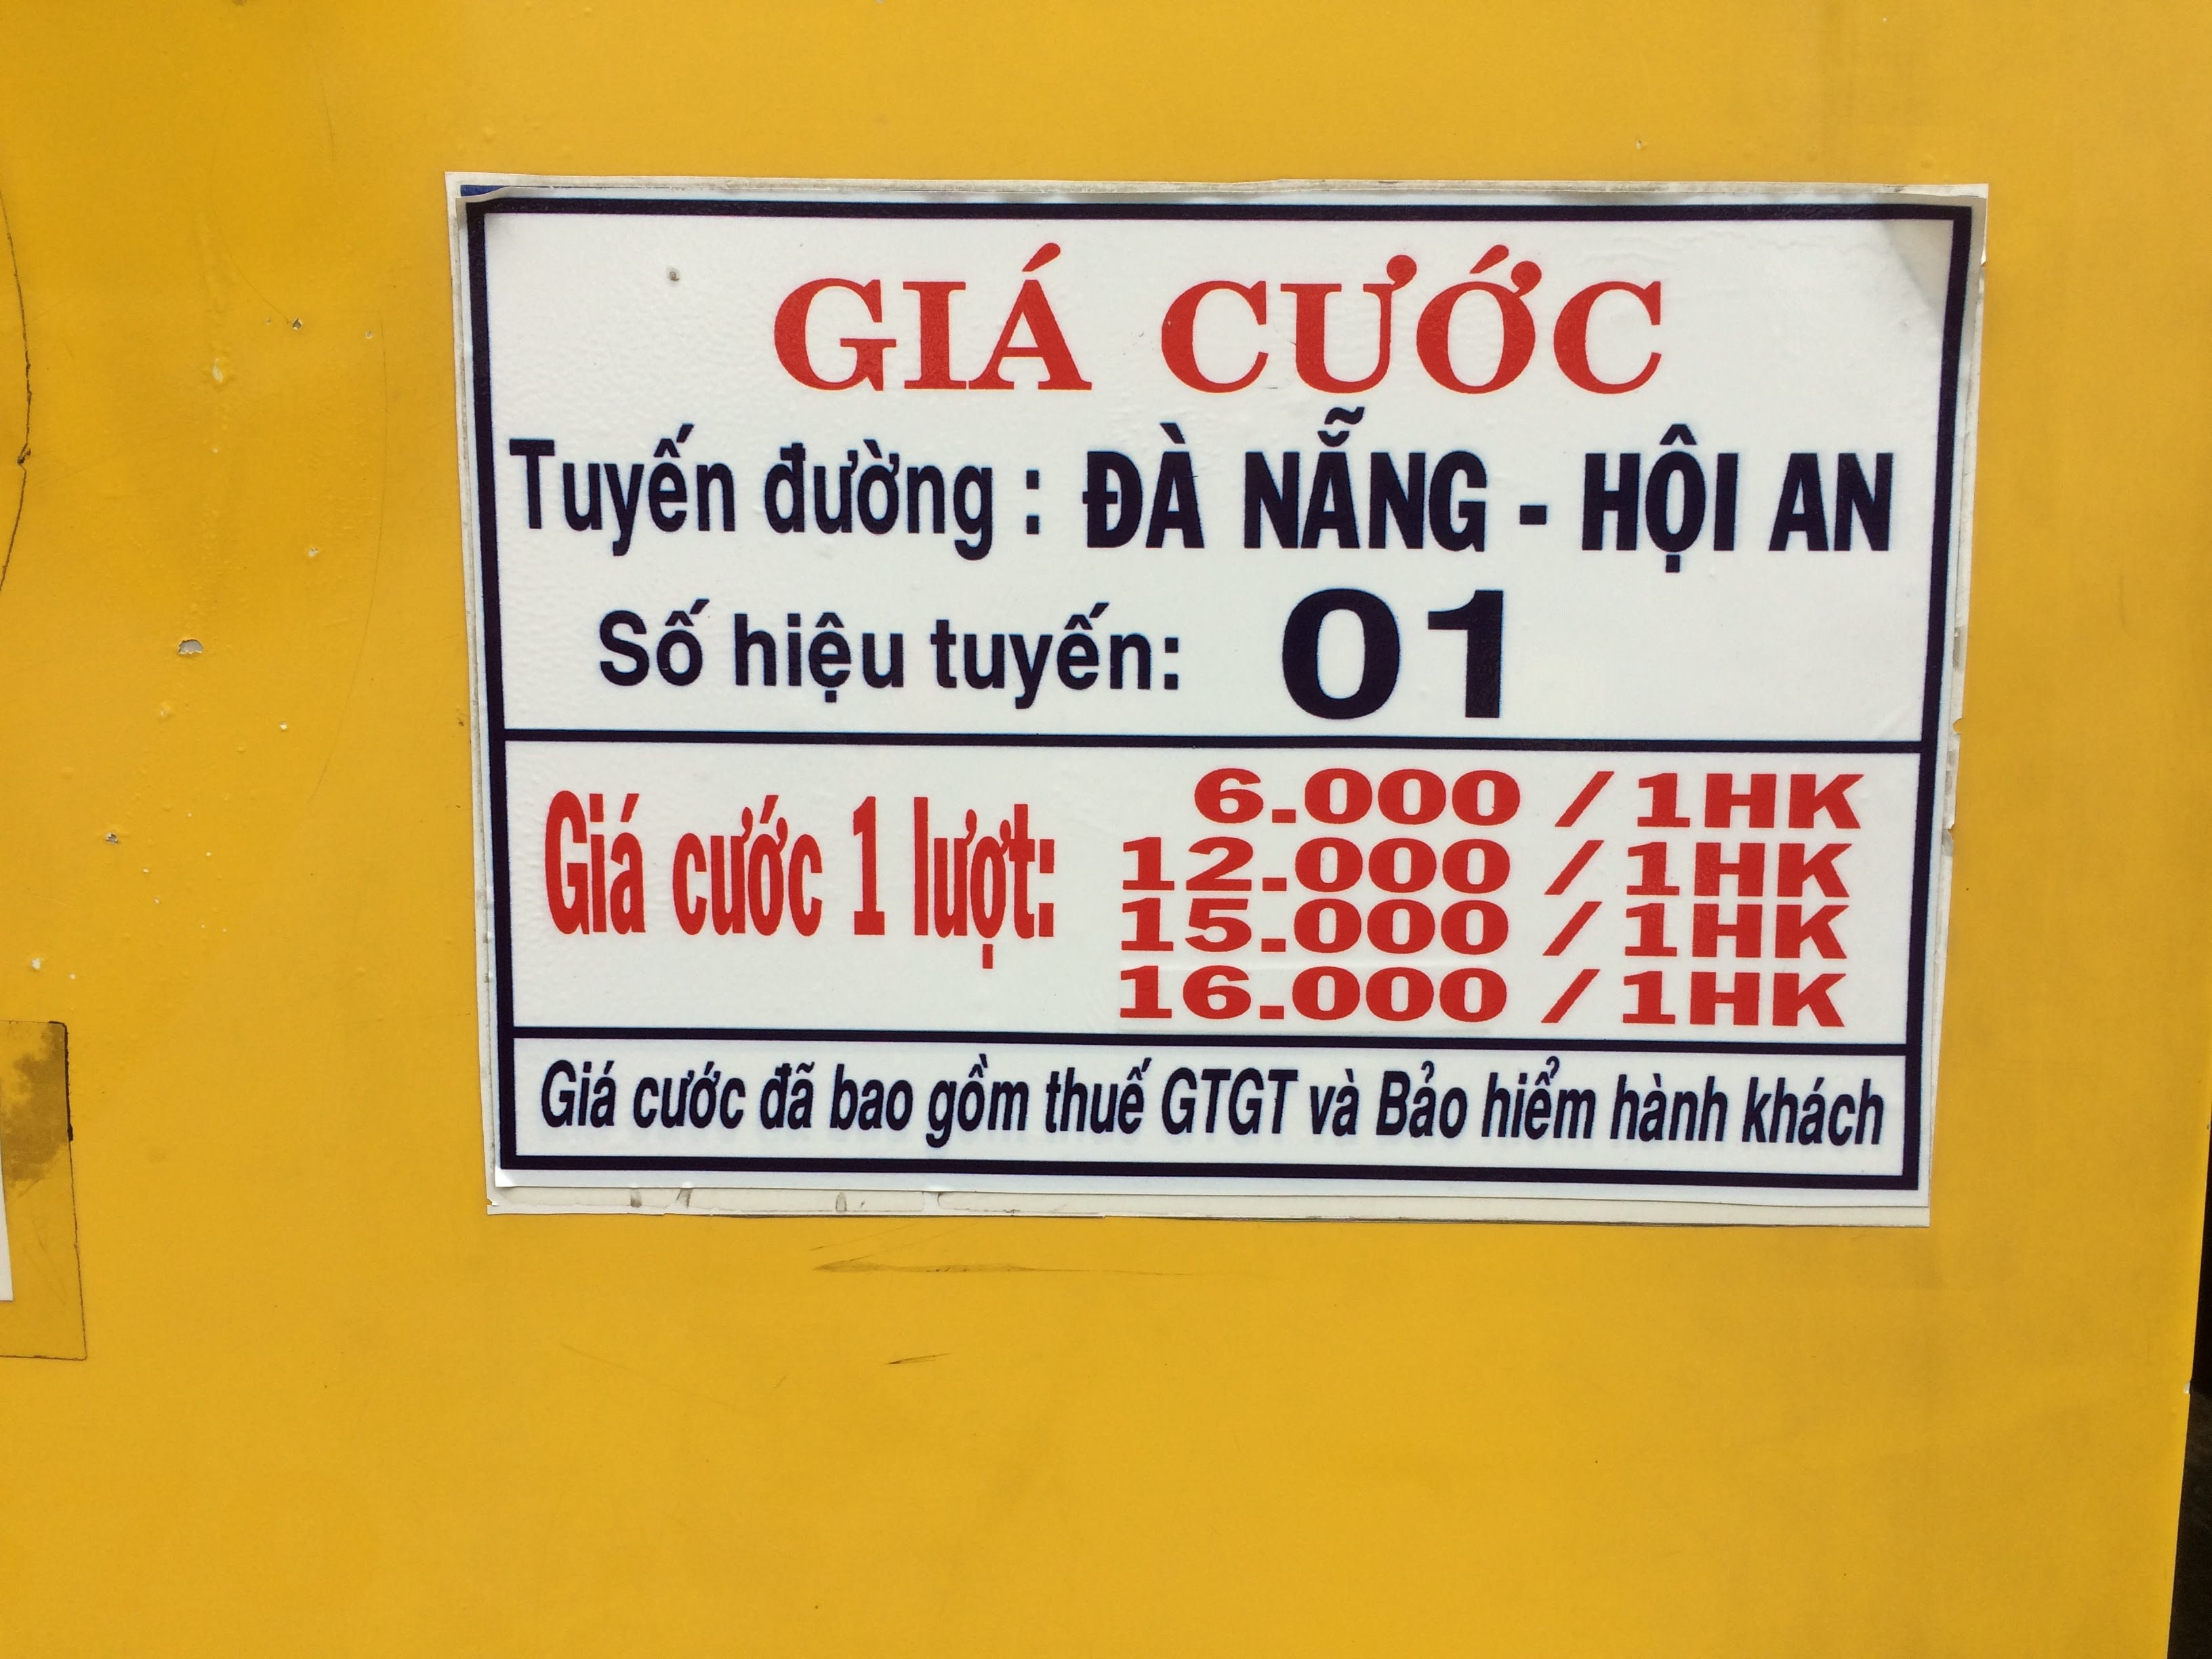 GIÁ CƯỚC
Tuyến đường : ĐÀ NẴNG - HỘI AN
Số hiệu tuyến: 01
Giá cước 1 lượt:
6.000 / 1HK
12.000 / 1HK
15.000 / 1HK
16.000 / 1HK
Giá cước đã bao gồm thuế GTGT và Bảo hiểm hành khách